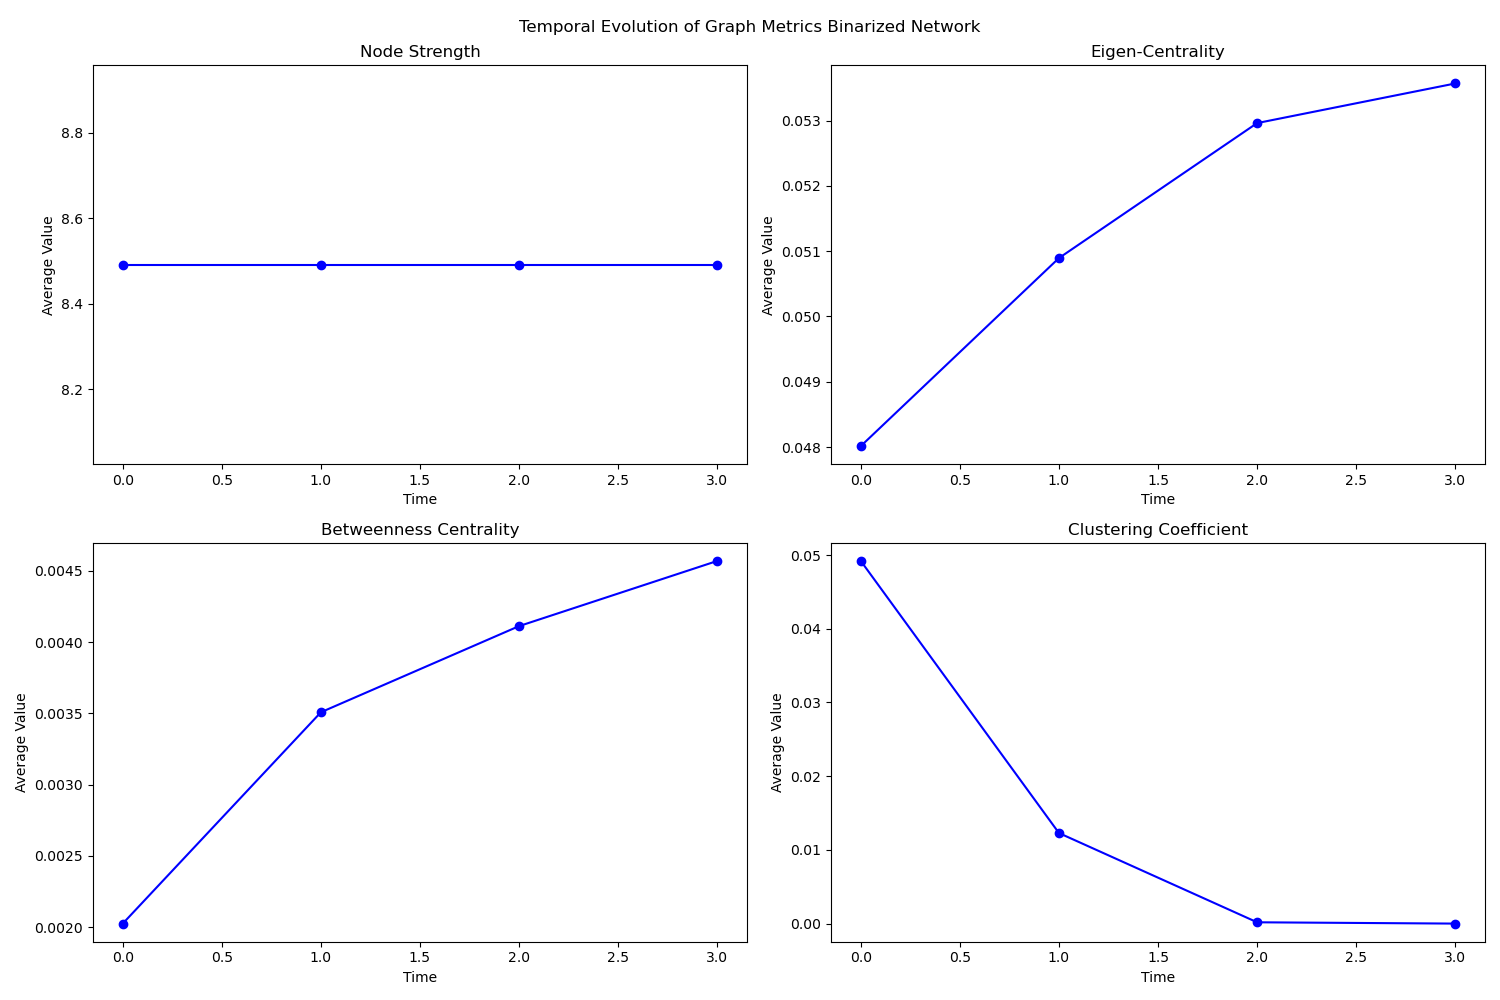 Temporal Evolution of Graph Metrics Binarized Network
Node Strength
Average Value
8.8
8.6
8.4
8.2
0.0 0.5 1.0 1.5 2.0 2.5 3.0
Time
Eigen-Centrality
Average Value
0.053
0.052
0.051
0.050
0.049
0.048
0.0 0.5 1.0 1.5 2.0 2.5 3.0
Time
Betweenness Centrality
Average Value
0.0045
0.0040
0.0035
0.0030
0.0025
0.0020
0.0 0.5 1.0 1.5 2.0 2.5 3.0
Time
Clustering Coefficient
Average Value
0.05
0.04
0.03
0.02
0.01
0.00
0.0 0.5 1.0 1.5 2.0 2.5 3.0
Time